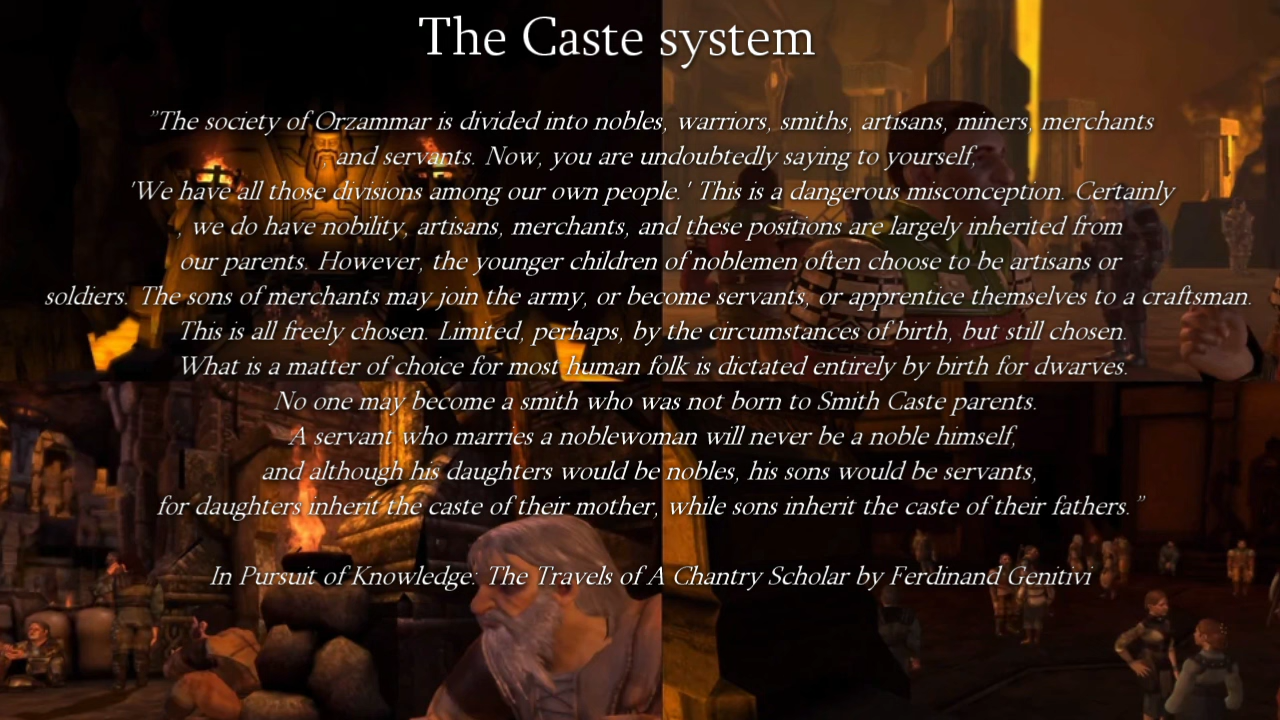 The Caste system
"The society of Orzammar is divided into nobles, warriors, smiths, artisans, miners, merchants
, and servants. Now, you are undoubtedly saying to yourself,
'We have all those divisions among our own people.' This is a dangerous misconception. Certainly
, we do have nobility, artisans, merchants, and these positions are largely inherited from
our parents. However, the younger children of noblemen often choose to be artisans or
soldiers. The sons of merchants may join the army, or become servants, or apprentice themselves to a craftsman.
This is all freely chosen. Limited, perhaps, by the circumstances of birth, but still chosen.
What is a matter of choice for most human folk is dictated entirely by birth for dwarves.
No one may become a smith who was not born to Smith Caste parents.
A servant who marries a noblewoman will never be a noble himself,
and although his daughters would be nobles, his sons would be servants,
for daughters inherit the caste of their mother, while sons inherit the caste of their fathers."
In Pursuit of Knowledge: The Travels of A Chantry Scholar by Ferdinand Genitivi